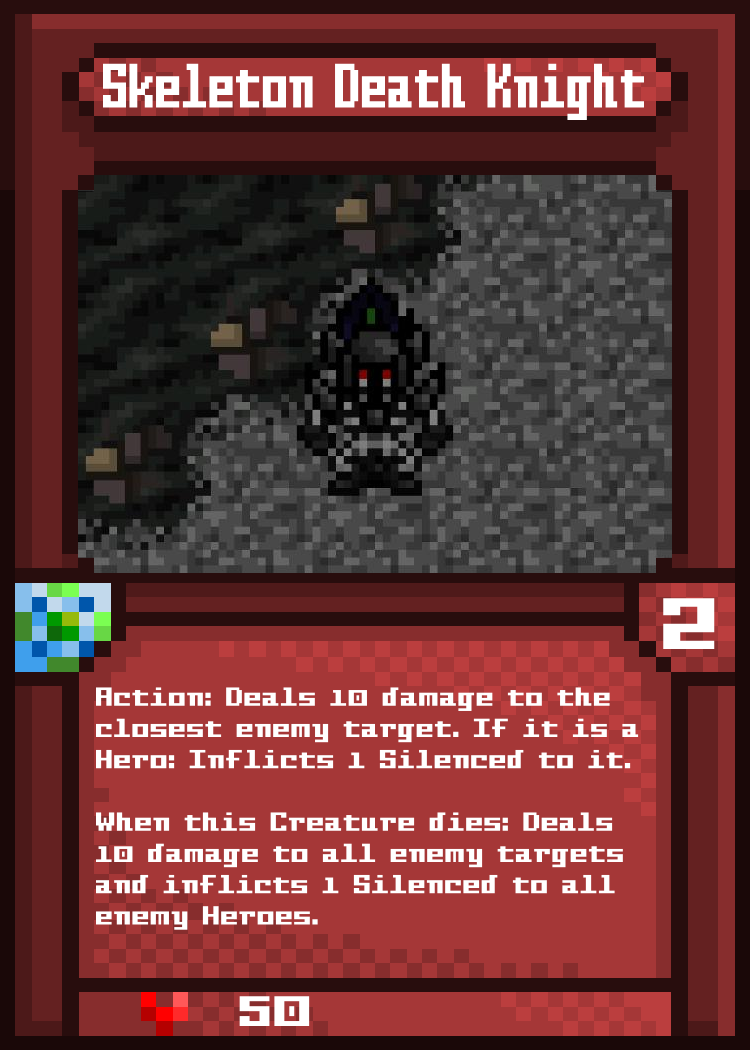 Skeleton Death Knight
2
Action: Deals 10 damage to the
closest enemy target. If it is a
Hero: Inflicts 1 Silenced to it.
When this Creature dies: Deals
10 damage to all enemy targets
and inflicts 1 Silenced to all
enemy Heroes.
50